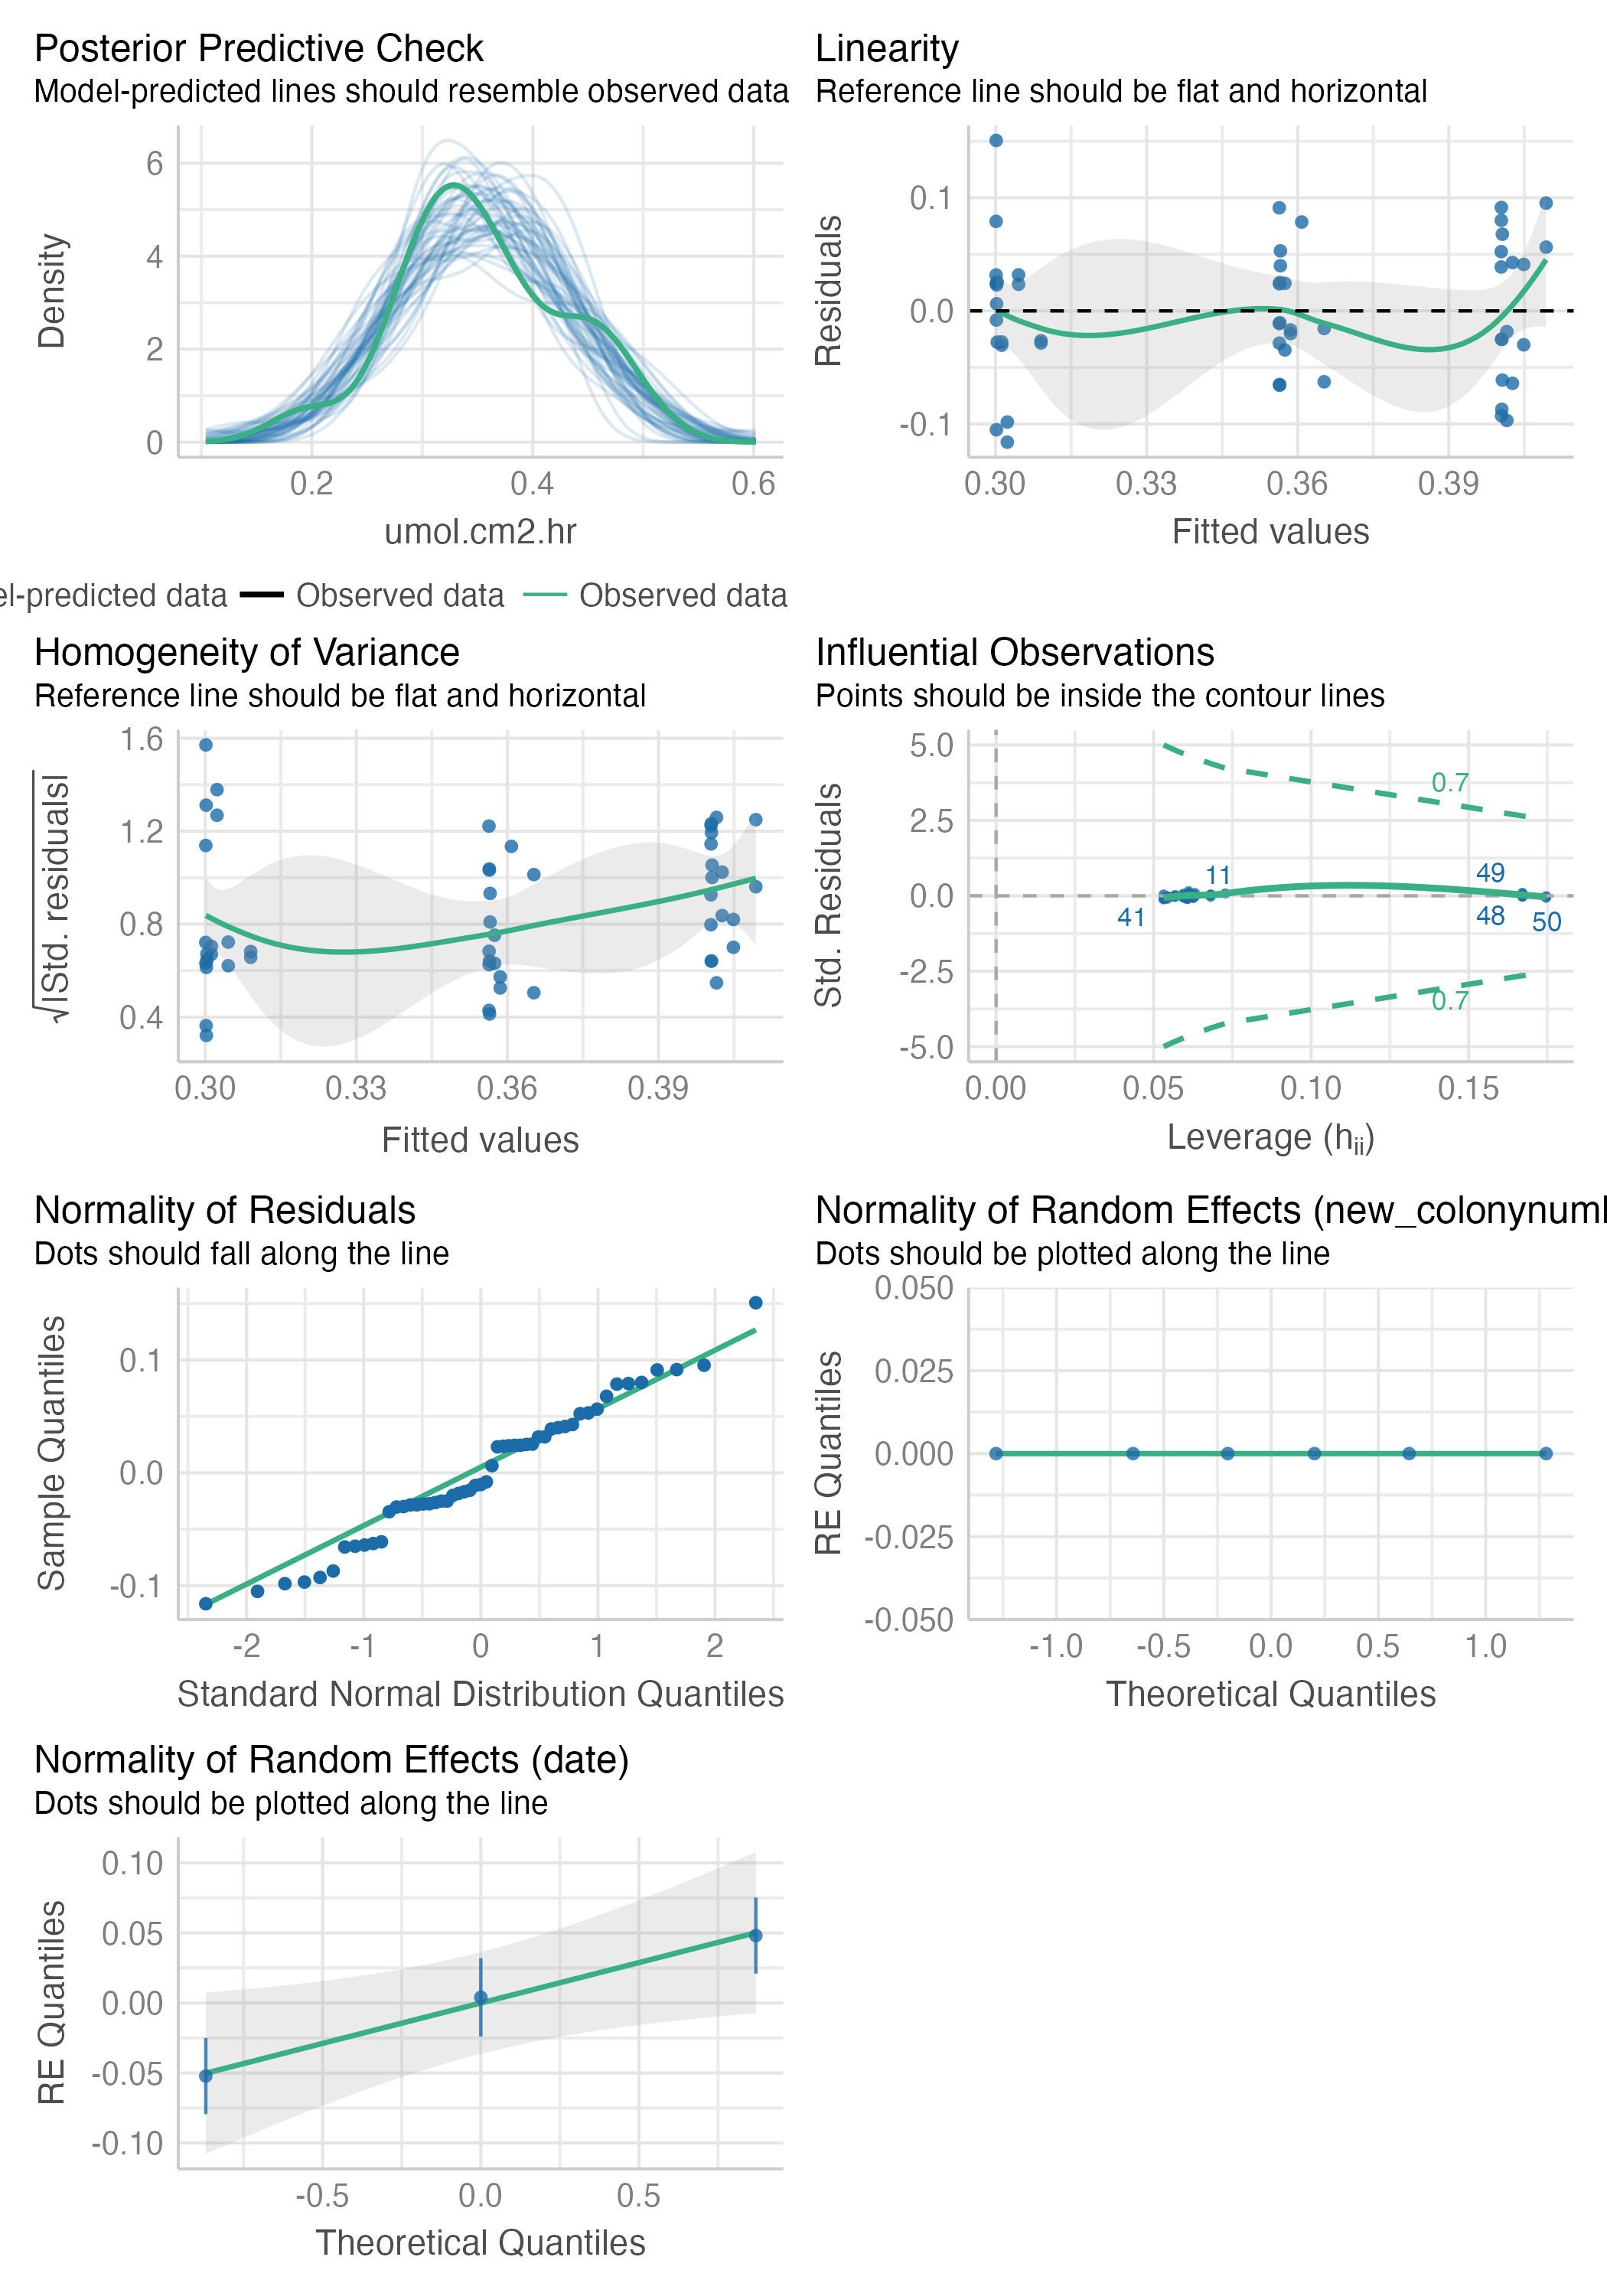 Posterior Predictive Check
Model-predicted lines should resemble observed data
Density
6
4
2
0
0.2
0.4
0.6
umol.cm2.hr
el-predicted data
Observed data
Observed data
Linearity
Reference line should be flat and horizontal
Residuals
0.1
0.0
-0.1
0.30
0.33
0.36
0.39
Fitted values
Homogeneity of Variance
Reference line should be flat and horizontal
√|Std. residuals|
1.6
1.2
0.8
0.4
0.30
0.33
0.36
0.39
Fitted values
Influential Observations
Points should be inside the contour lines
Std. Residuals
5.0
2.5
0.0
-2.5
-5.0
0.7
11
49
41
48
50
0.7
0.00
0.05
0.10
0.15
Leverage (hii)
Normality of Residuals
Dots should fall along the line
Sample Quantiles
0.1
0.0
-0.1
-2
-1
0
1
2
Standard Normal Distribution Quantiles
Normality of Random Effects (new_colonynum
Dots should be plotted along the line
RE Quantiles
0.050
0.025
0.000
-0.025
-0.050
-1.0
-0.5
0.0
0.5
1.0
Theoretical Quantiles
Normality of Random Effects (date)
Dots should be plotted along the line
RE Quantiles
0.10
0.05
0.00
-0.05
-0.10
-0.5
0.0
0.5
Theoretical Quantiles